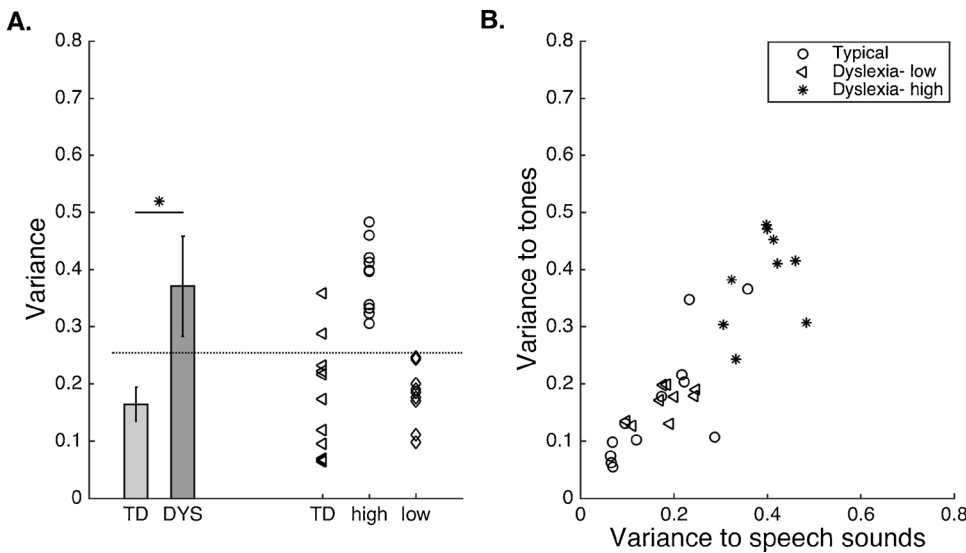 A.
0.8
0.7
0.6
0.5
0.4
0.3
0.2
0.1
0
Variance
*
TD DYS TD high low
B.
0.8
0.7
0.6
0.5
0.4
0.3
0.2
0.1
0
Variance to tones
Typical
Dyslexia- low
Dyslexia- high
0 0.2 0.4 0.6 0.8
Variance to speech sounds